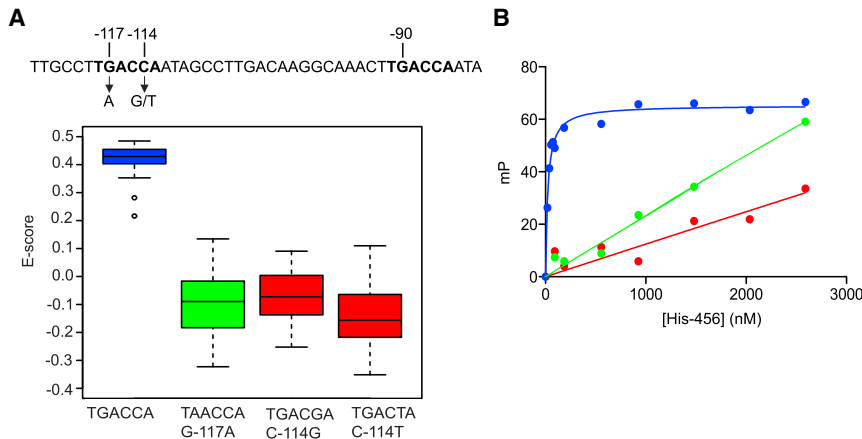 A
-117 -114 -90
TTGCCTTGACCAATAGCCTTGACAAGGCAAACTTGACCAATA
A G/T
0.5
0.4
0.3
0.2
0.1
0.0
-0.1
-0.2
-0.3
-0.4
E-score
TGACCA TAACCA TGACGA TGACTA
G-117A C-114G C-114T
B
80
60
40
20
0
mP
0 1000 2000 3000
[His-456] (nM)